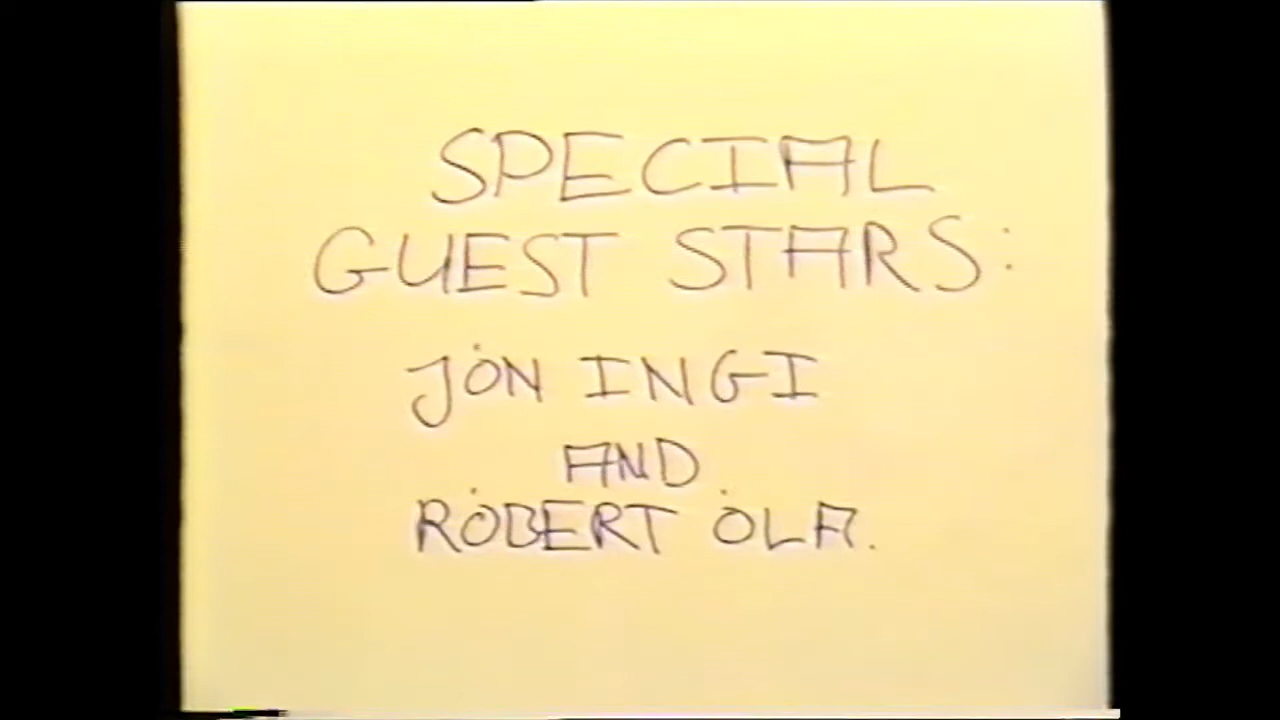 SPECIAL
GUEST STARS:
JÓN INGI
AND
RÓBERT ÓLA.